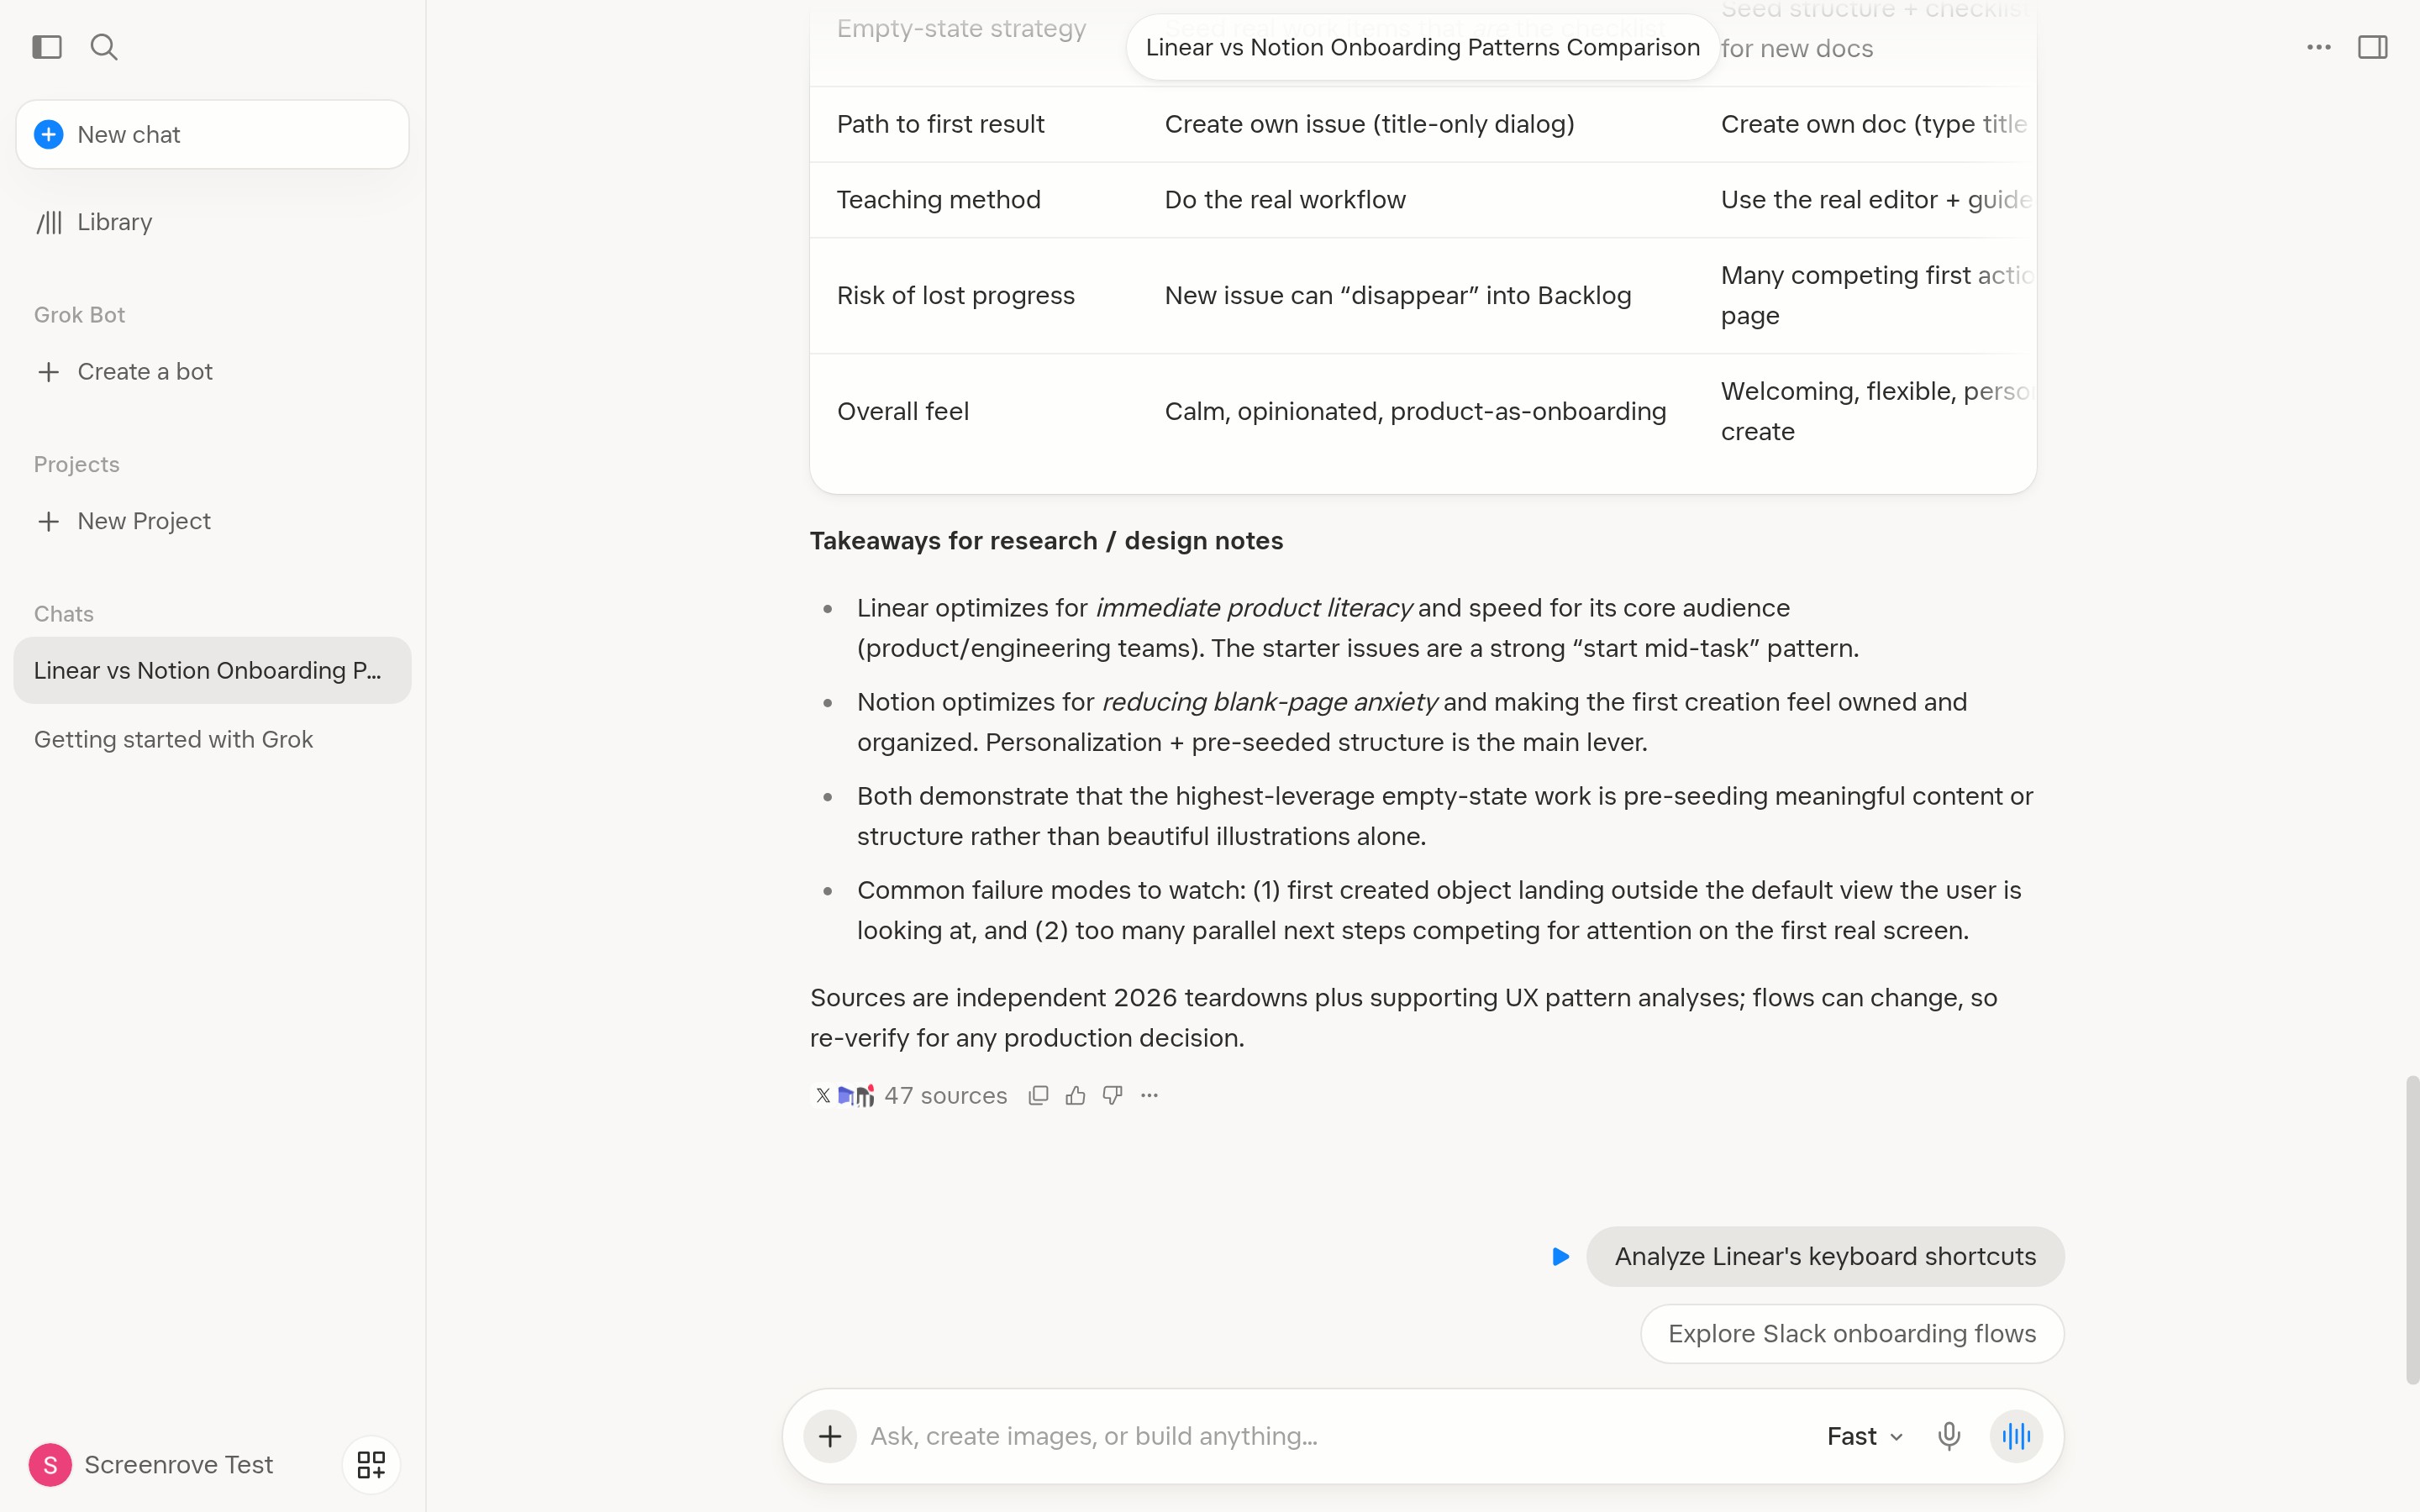 New chat
Library
Grok Bot
Create a bot
Projects
New Project
Chats
Linear vs Notion Onboarding P...
Getting started with Grok
S
Screenrove Test
Linear vs Notion Onboarding Patterns Comparison
Empty-state strategy
Seed real work items that are the checklist
Seed structure + checklist
for new docs
Path to first result
Create own issue (title-only dialog)
Create own doc (type title
Teaching method
Do the real workflow
Use the real editor + guide
Risk of lost progress
New issue can “disappear” into Backlog
Many competing first actio
page
Overall feel
Calm, opinionated, product-as-onboarding
Welcoming, flexible, perso
create
Takeaways for research / design notes
• Linear optimizes for immediate product literacy and speed for its core audience
(product/engineering teams). The starter issues are a strong “start mid-task” pattern.
• Notion optimizes for reducing blank-page anxiety and making the first creation feel owned and
organized. Personalization + pre-seeded structure is the main lever.
• Both demonstrate that the highest-leverage empty-state work is pre-seeding meaningful content or
structure rather than beautiful illustrations alone.
• Common failure modes to watch: (1) first created object landing outside the default view the user is
looking at, and (2) too many parallel next steps competing for attention on the first real screen.
Sources are independent 2026 teardowns plus supporting UX pattern analyses; flows can change, so
re-verify for any production decision.
47 sources
Analyze Linear's keyboard shortcuts
Explore Slack onboarding flows
Ask, create images, or build anything...
Fast